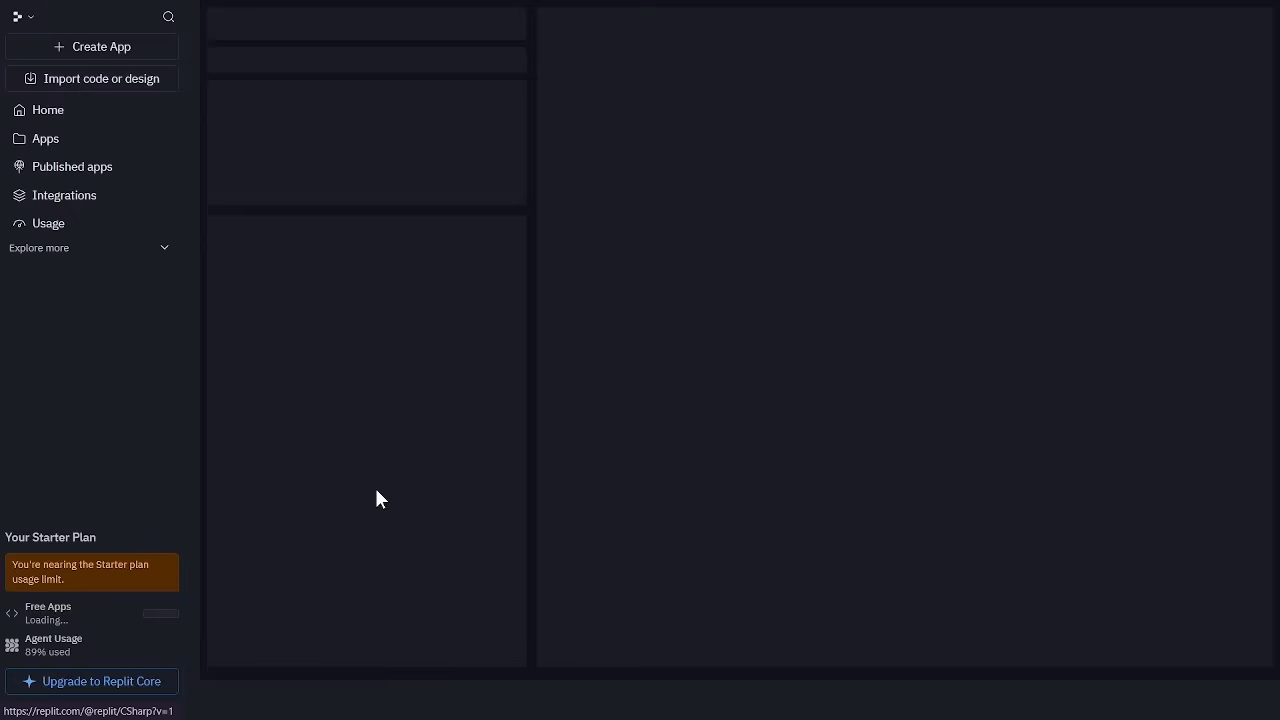 Create App
Import code or design
Home
Apps
Published apps
Integrations
Usage
Explore more
Your Starter Plan
You're nearing the Starter plan
usage limit.
Free Apps
Loading...
Agent Usage
89% used
Upgrade to Replit Core
https://replit.com/@replit/CSharp?v=1